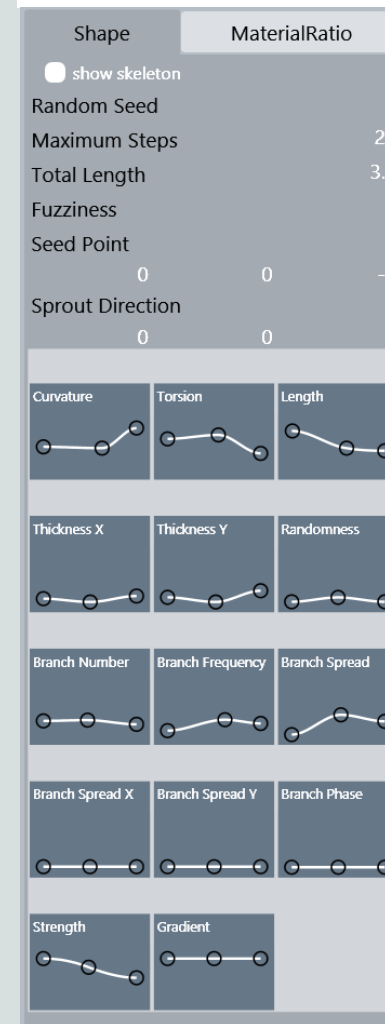 Shape MaterialRatio
show skeleton
Random Seed
Maximum Steps 2
Total Length 3.
Fuzziness
Seed Point
0 0 -
Sprout Direction
0 0
Curvature Torsion Length
Thickness X Thickness Y Randomness
Branch Number Branch Frequency Branch Spread
Branch Spread X Branch Spread Y Branch Phase
Strength Gradient